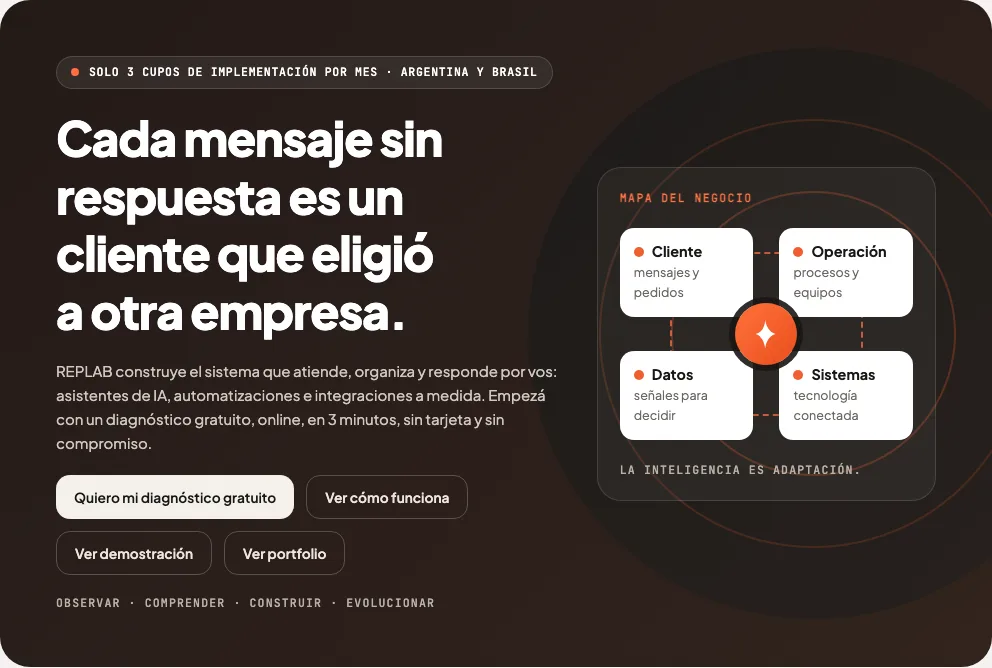 SOLO 3 CUPOS DE IMPLEMENTACIÓN POR MES · ARGENTINA Y BRASIL
Cada mensaje sin
respuesta es un
cliente que eligió
a otra empresa.
REPLAB construye el sistema que atiende, organiza y responde por vos:
asistentes de IA, automatizaciones e integraciones a medida. Empezá
con un diagnóstico gratuito, online, en 3 minutos, sin tarjeta y sin
compromiso.
Quiero mi diagnóstico gratuito
Ver cómo funciona
Ver demostración
Ver portfolio
OBSERVAR · COMPRENDER · CONSTRUIR · EVOLUCIONAR
MAPA DEL NEGOCIO
Cliente
mensajes y
pedidos
Operación
procesos y
equipos
Datos
señales para
decidir
Sistemas
tecnología
conectada
LA INTELIGENCIA ES ADAPTACIÓN.